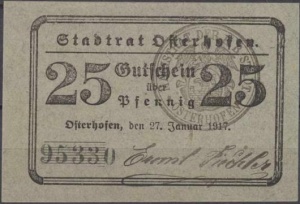 Stadtrat Osterhofen.
25 Gutschein 25
über
Pfennig
Osterhofen, den 27. Januar 1917.
95330